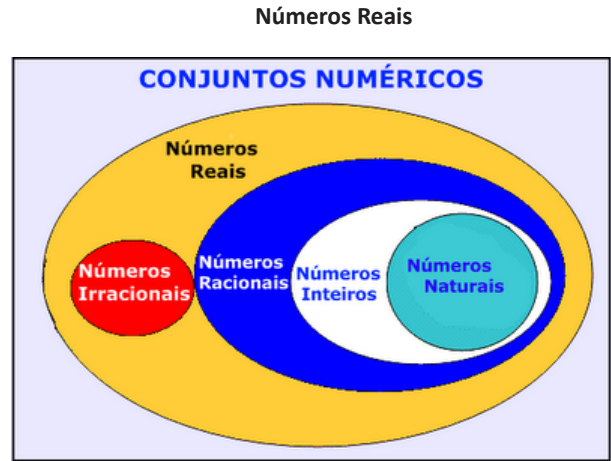 Números Reais
CONJUNTOS NUMÉRICOS
Números
Reais
Números
Irracionais
Números
Racionais
Números
Inteiros
Números
Naturais